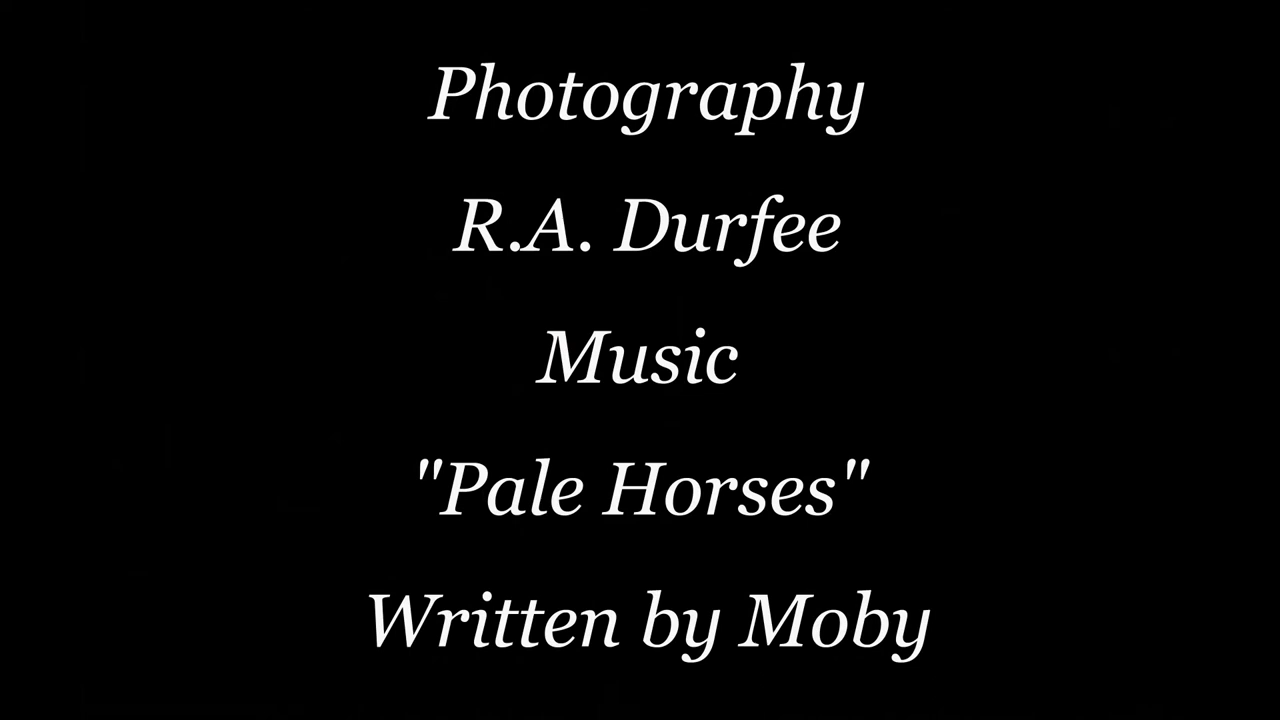 Photography
R.A. Durfee
Music
"Pale Horses"
Written by Moby